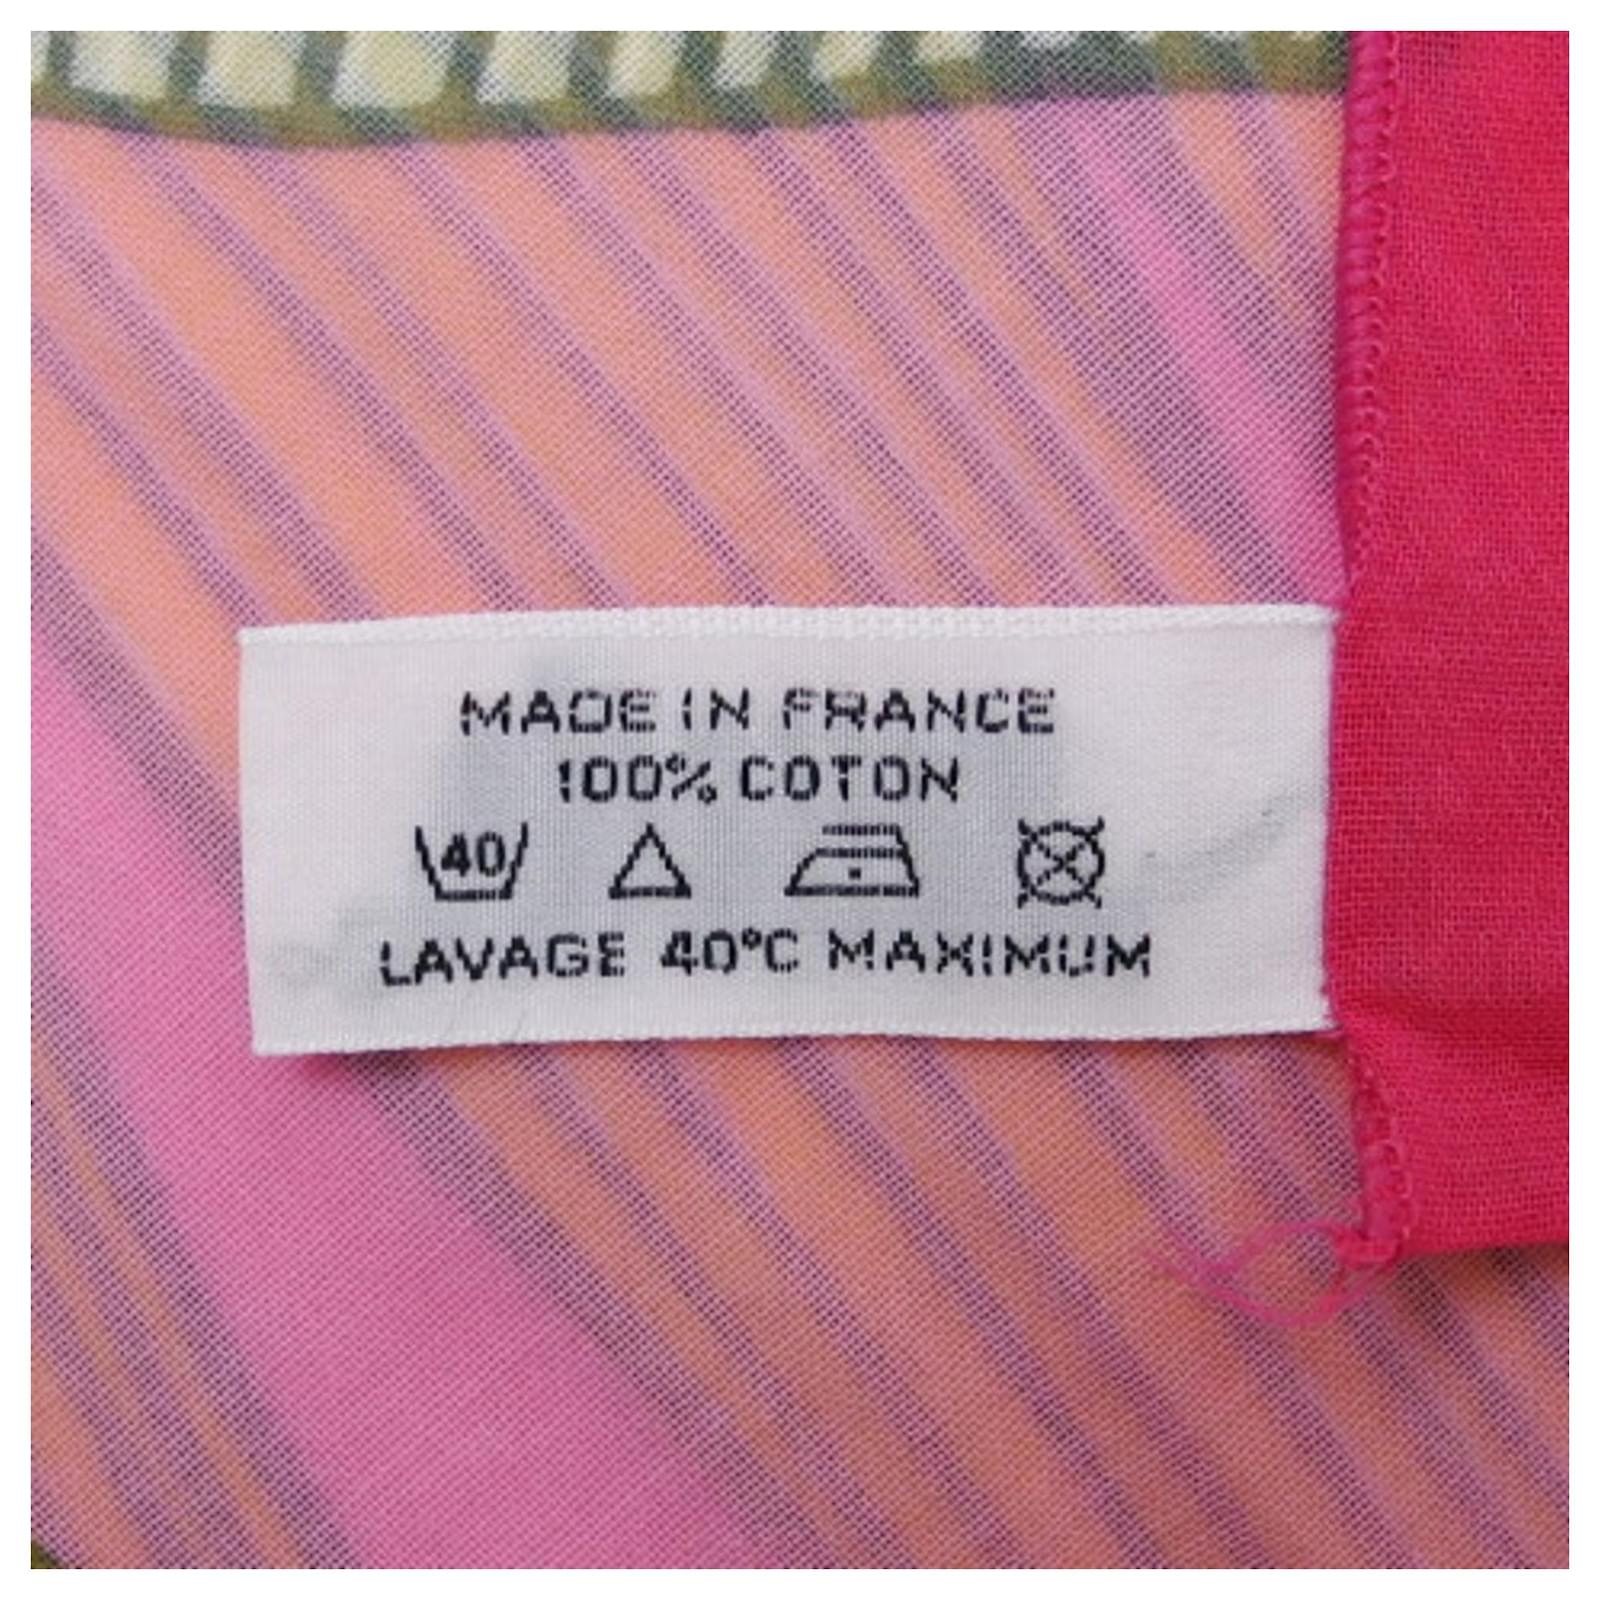 MADE IN FRANCE
100% COTON
40
LAVAGE 40°C MAXIMUM